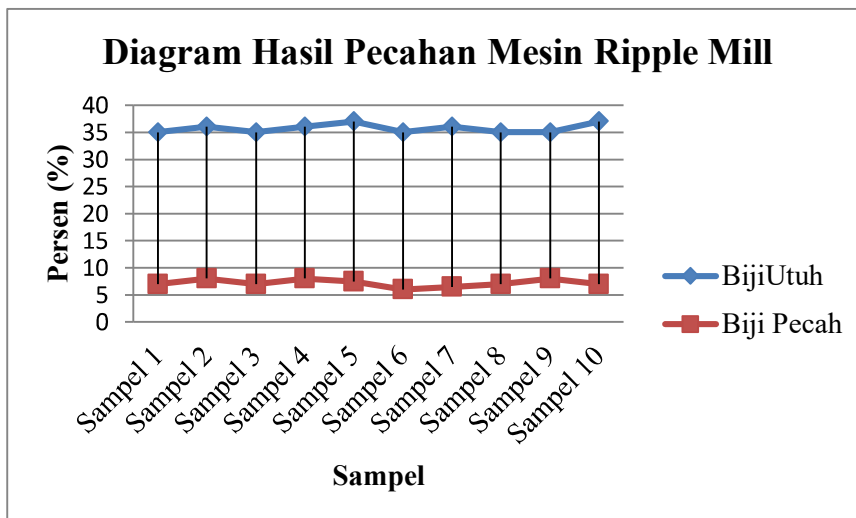 Diagram Hasil Pecahan Mesin Ripple Mill
Persen (%)
40
35
30
25
20
15
10
5
0
Sampel 1
Sampel 2
Sampel 3
Sampel 4
Sampel 5
Sampel 6
Sampel 7
Sampel 8
Sampel 9
Sampel 10
Sampel
BijiUtuh
Biji Pecah